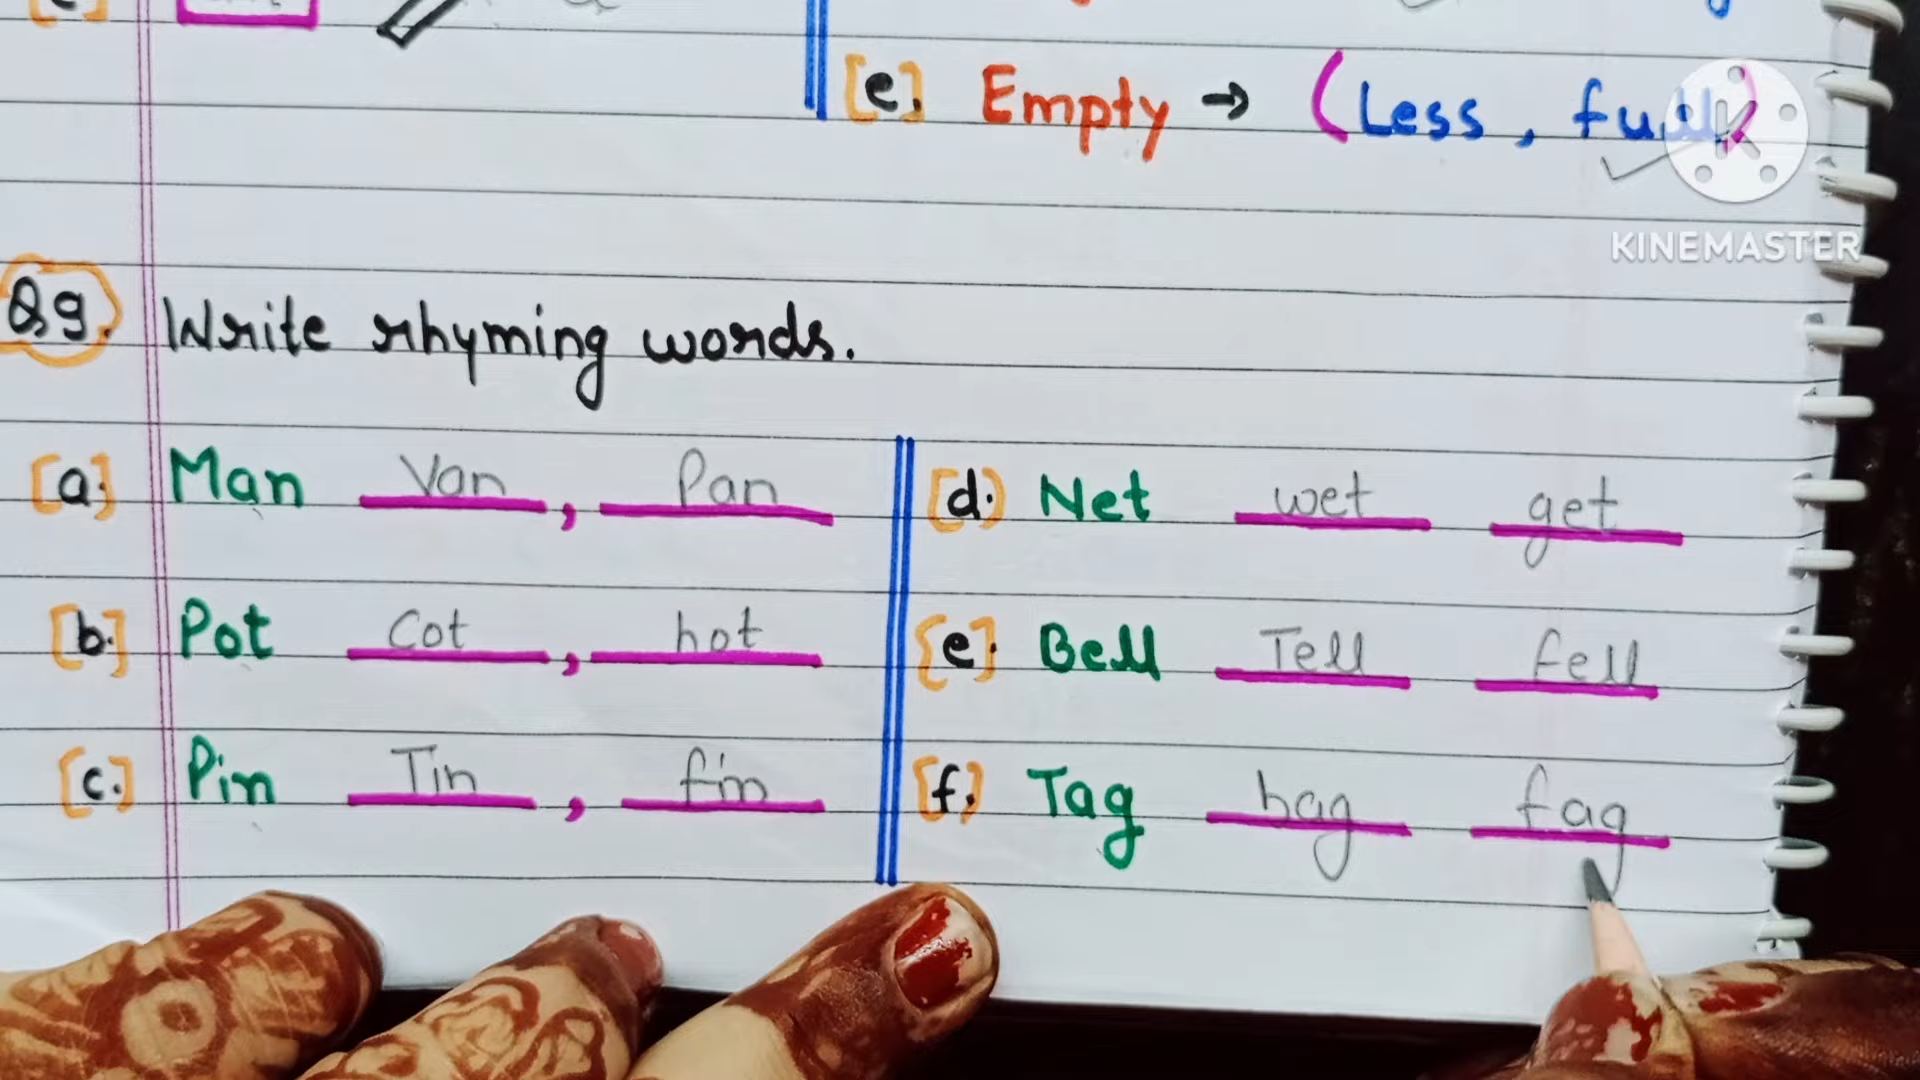 [e.] Empty → (Less, full)
KINEMASTER
Q9. Write rhyming words.
[a.] Man Van, Pan
[b.] Pot Cot, hot
[c.] Pin Tin, fin
[d.] Net wet get
[e]. Bell Tell fell
[f.] Tag bag fag